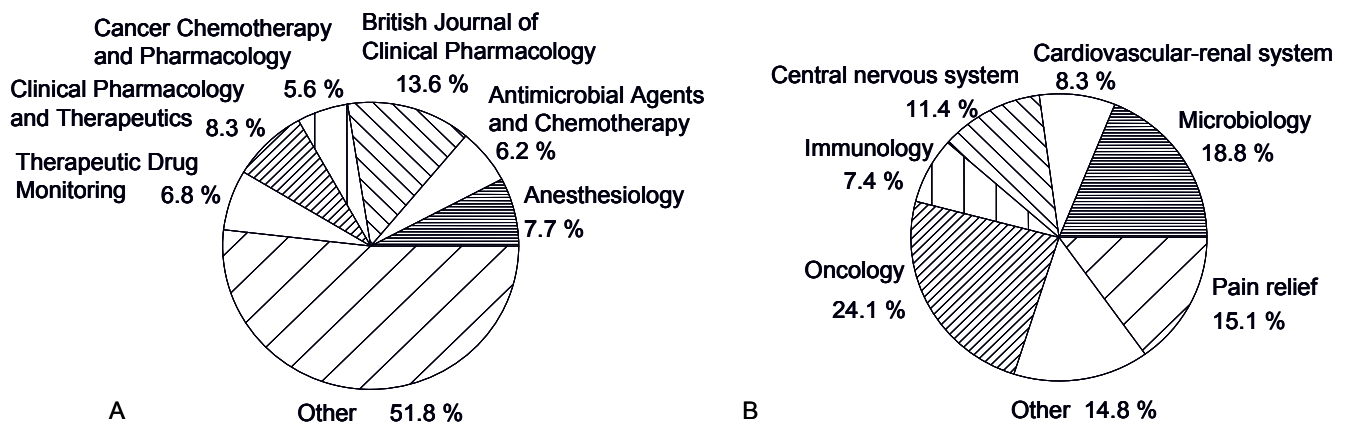 Cancer Chemotherapy
and Pharmacology
5.6 %
British Journal of
Clinical Pharmacology
13.6 %
Clinical Pharmacology
and Therapeutics 8.3 %
Antimicrobial Agents
and Chemotherapy
6.2 %
Therapeutic Drug
Monitoring 6.8 %
Anesthesiology
7.7 %
Other 51.8 %
A
Cardiovascular-renal system
8.3 %
Central nervous system
11.4 %
Microbiology
18.8 %
Immunology
7.4 %
Oncology
24.1 %
Pain relief
15.1 %
Other 14.8 %
B